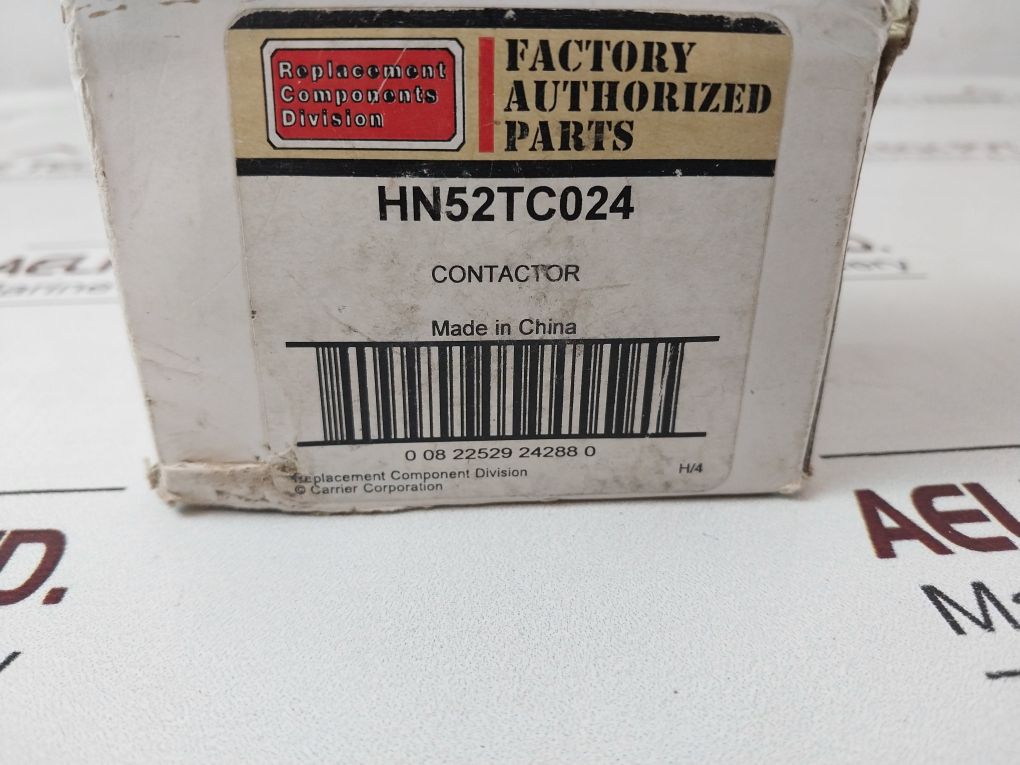 Replacement
Components
Division
FACTORY
AUTHORIZED
PARTS
HN52TC024
CONTACTOR
Made in China
0 08 22529 24288 0
Replacement Component Division
© Carrier Corporation
H/4